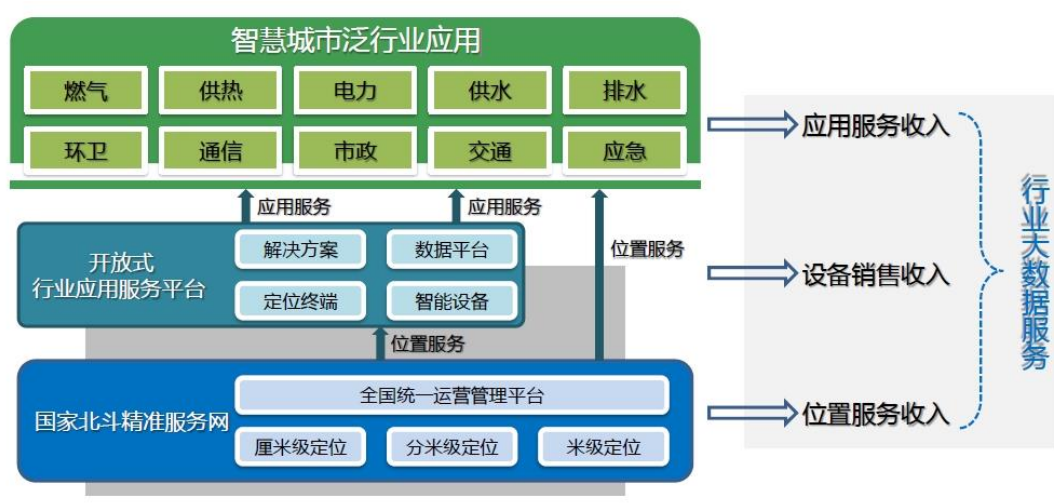 智慧城市泛行业应用
燃气
供热
电力
供水
排水
环卫
通信
市政
交通
应急
应用服务
应用服务
位置服务
开放式
行业应用服务平台
解决方案
数据平台
定位终端
智能设备
位置服务
国家北斗精准服务网
全国统一运营管理平台
厘米级定位
分米级定位
米级定位
应用服务收入
设备销售收入
位置服务收入
行业大数据服务